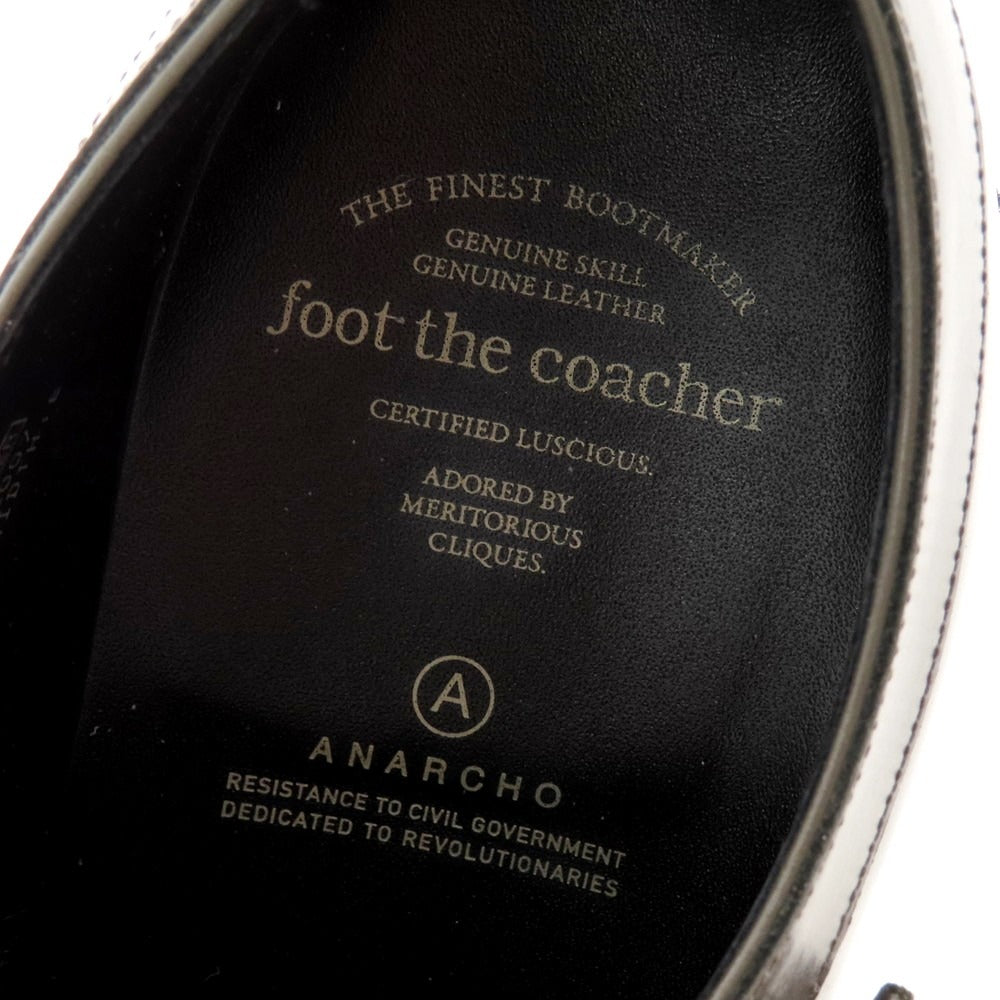 THE FINEST BOOTMAKER
GENUINE SKILL
GENUINE LEATHER
foot the coacher
CERTIFIED LUSCIOUS.
ADORED BY
MERITORIOUS
CLIQUES.
A
ANARCHO
RESISTANCE TO CIVIL GOVERNMENT
DEDICATED TO REVOLUTIONARIES